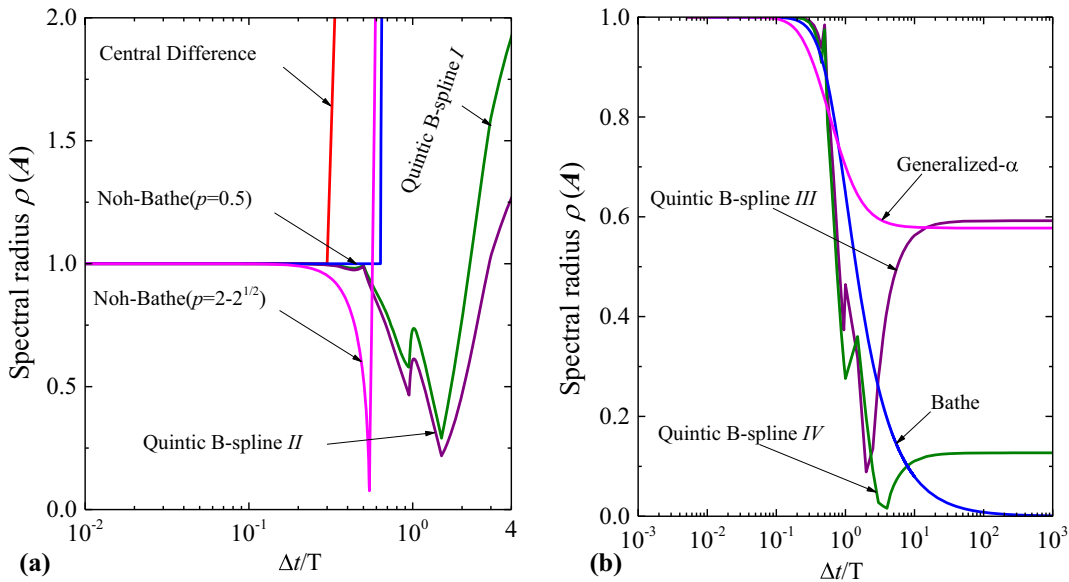 2.0
1.5
1.0
0.5
0.0
Spectral radius ρ (A)
Central Difference
Quintic B-spline I
Noh-Bathe(p=0.5)
Noh-Bathe(p=2-2^1/2)
Quintic B-spline II
10^-2
10^-1
10^0
4
Δt/T
(a)
1.0
0.8
0.6
0.4
0.2
0.0
Spectral radius ρ (A)
Generalized-α
Quintic B-spline III
Bathe
Quintic B-spline IV
10^-3
10^-2
10^-1
10^0
10^1
10^2
10^3
Δt/T
(b)